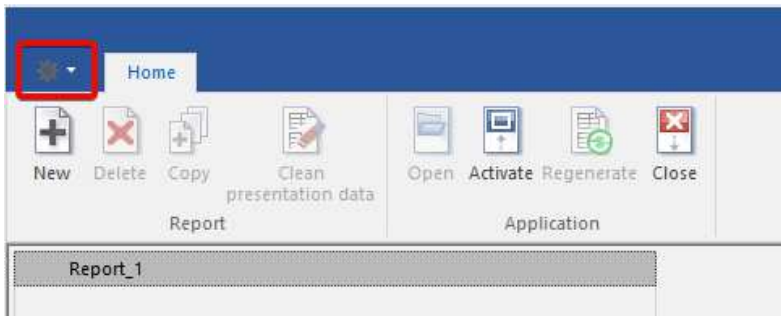 Home
New Delete Copy Clean Open Activate Regenerate Close
presentation data
Report Application
Report_1